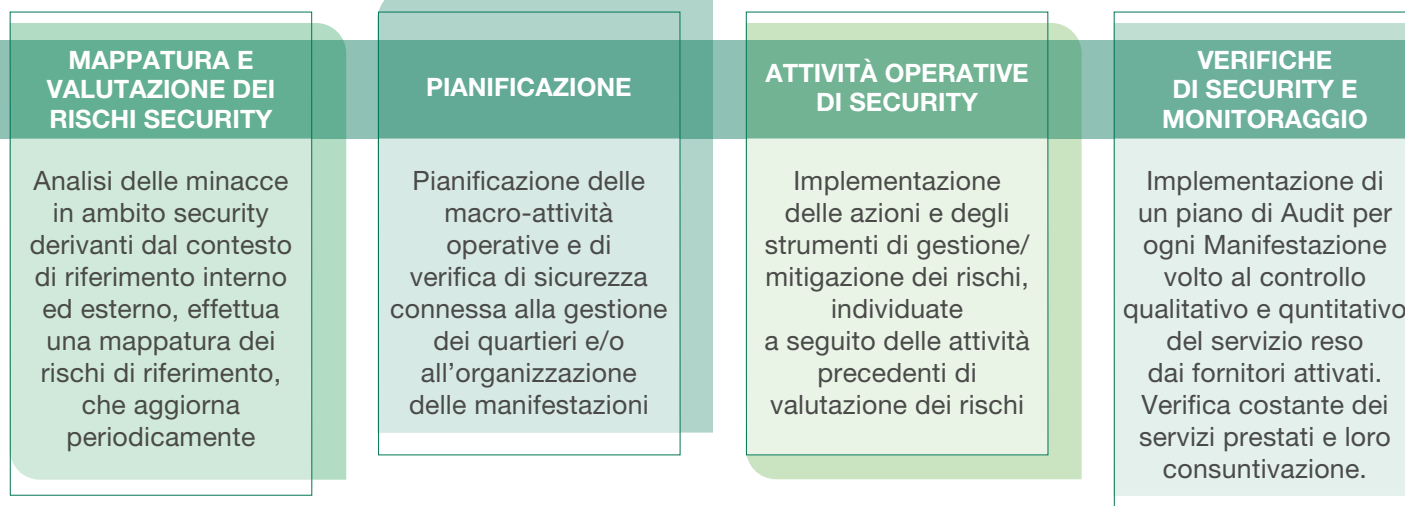 MAPPATURA E
VALUTAZIONE DEI
RISCHI SECURITY
Analisi delle minacce
in ambito security
derivanti dal contesto
di riferimento interno
ed esterno, effettua
una mappatura dei
rischi di riferimento,
che aggiorna
periodicamente
PIANIFICAZIONE
Pianificazione delle
macro-attività
operative e di
verifica di sicurezza
connessa alla gestione
dei quartieri e/o
all’organizzazione
delle manifestazioni
ATTIVITÀ OPERATIVE
DI SECURITY
Implementazione
delle azioni e degli
strumenti di gestione/
mitigazione dei rischi,
individuate
a seguito delle attività
precedenti di
valutazione dei rischi
VERIFICHE
DI SECURITY E
MONITORAGGIO
Implementazione di
un piano di Audit per
ogni Manifestazione
volto al controllo
qualitativo e quntitativo
del servizio reso
dai fornitori attivati.
Verifica costante dei
servizi prestati e loro
consuntivazione.